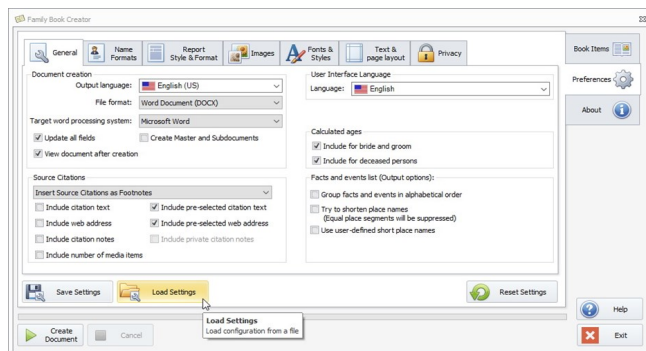 Family Book Creator
General
Name
Formats
Report
Style & Format
Images
Fonts &
Styles
Text &
page layout
Privacy
Book Items
Preferences
About
Document creation
Output language: English (US)
File format: Word Document (DOCX)
Target word processing system: Microsoft Word
Update all fields Create Master and Subdocuments
View document after creation
User Interface Language
Language: English
Calculated ages
Include for bride and groom
Include for deceased persons
Source Citations
Insert Source Citations as Footnotes
Include citation text Include pre-selected citation text
Include web address Include pre-selected web address
Include citation notes Include private citation notes
Include number of media items
Facts and events list (Output options):
Group facts and events in alphabetical order
Try to shorten place names
(Equal place segments will be suppressed)
Use user-defined short place names
Save Settings Load Settings Reset Settings
Load Settings
Load configuration from a file
Create
Document
Cancel
Help
Exit